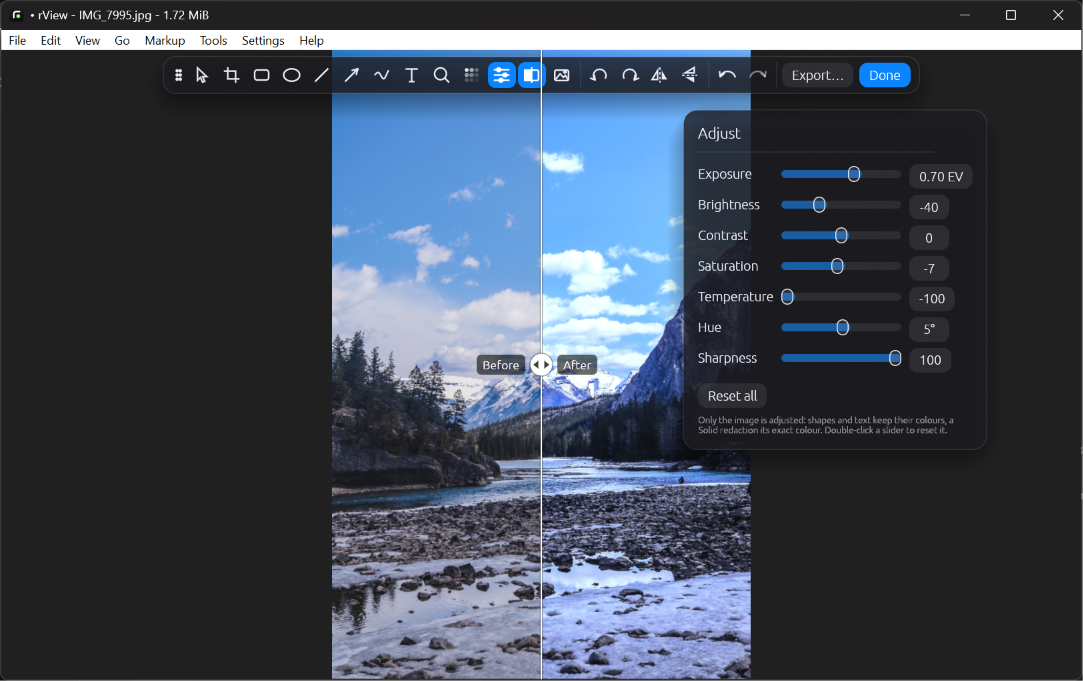 • rView - IMG_7995.jpg - 1.72 MiB
File Edit View Go Markup Tools Settings Help
Export… Done
Adjust
Exposure 0.70 EV
Brightness -40
Contrast 0
Saturation -7
Temperature -100
Hue 5°
Sharpness 100
Before After
Reset all
Only the image is adjusted: shapes and text keep their colours, a
Solid redaction its exact colour. Double-click a slider to reset it.